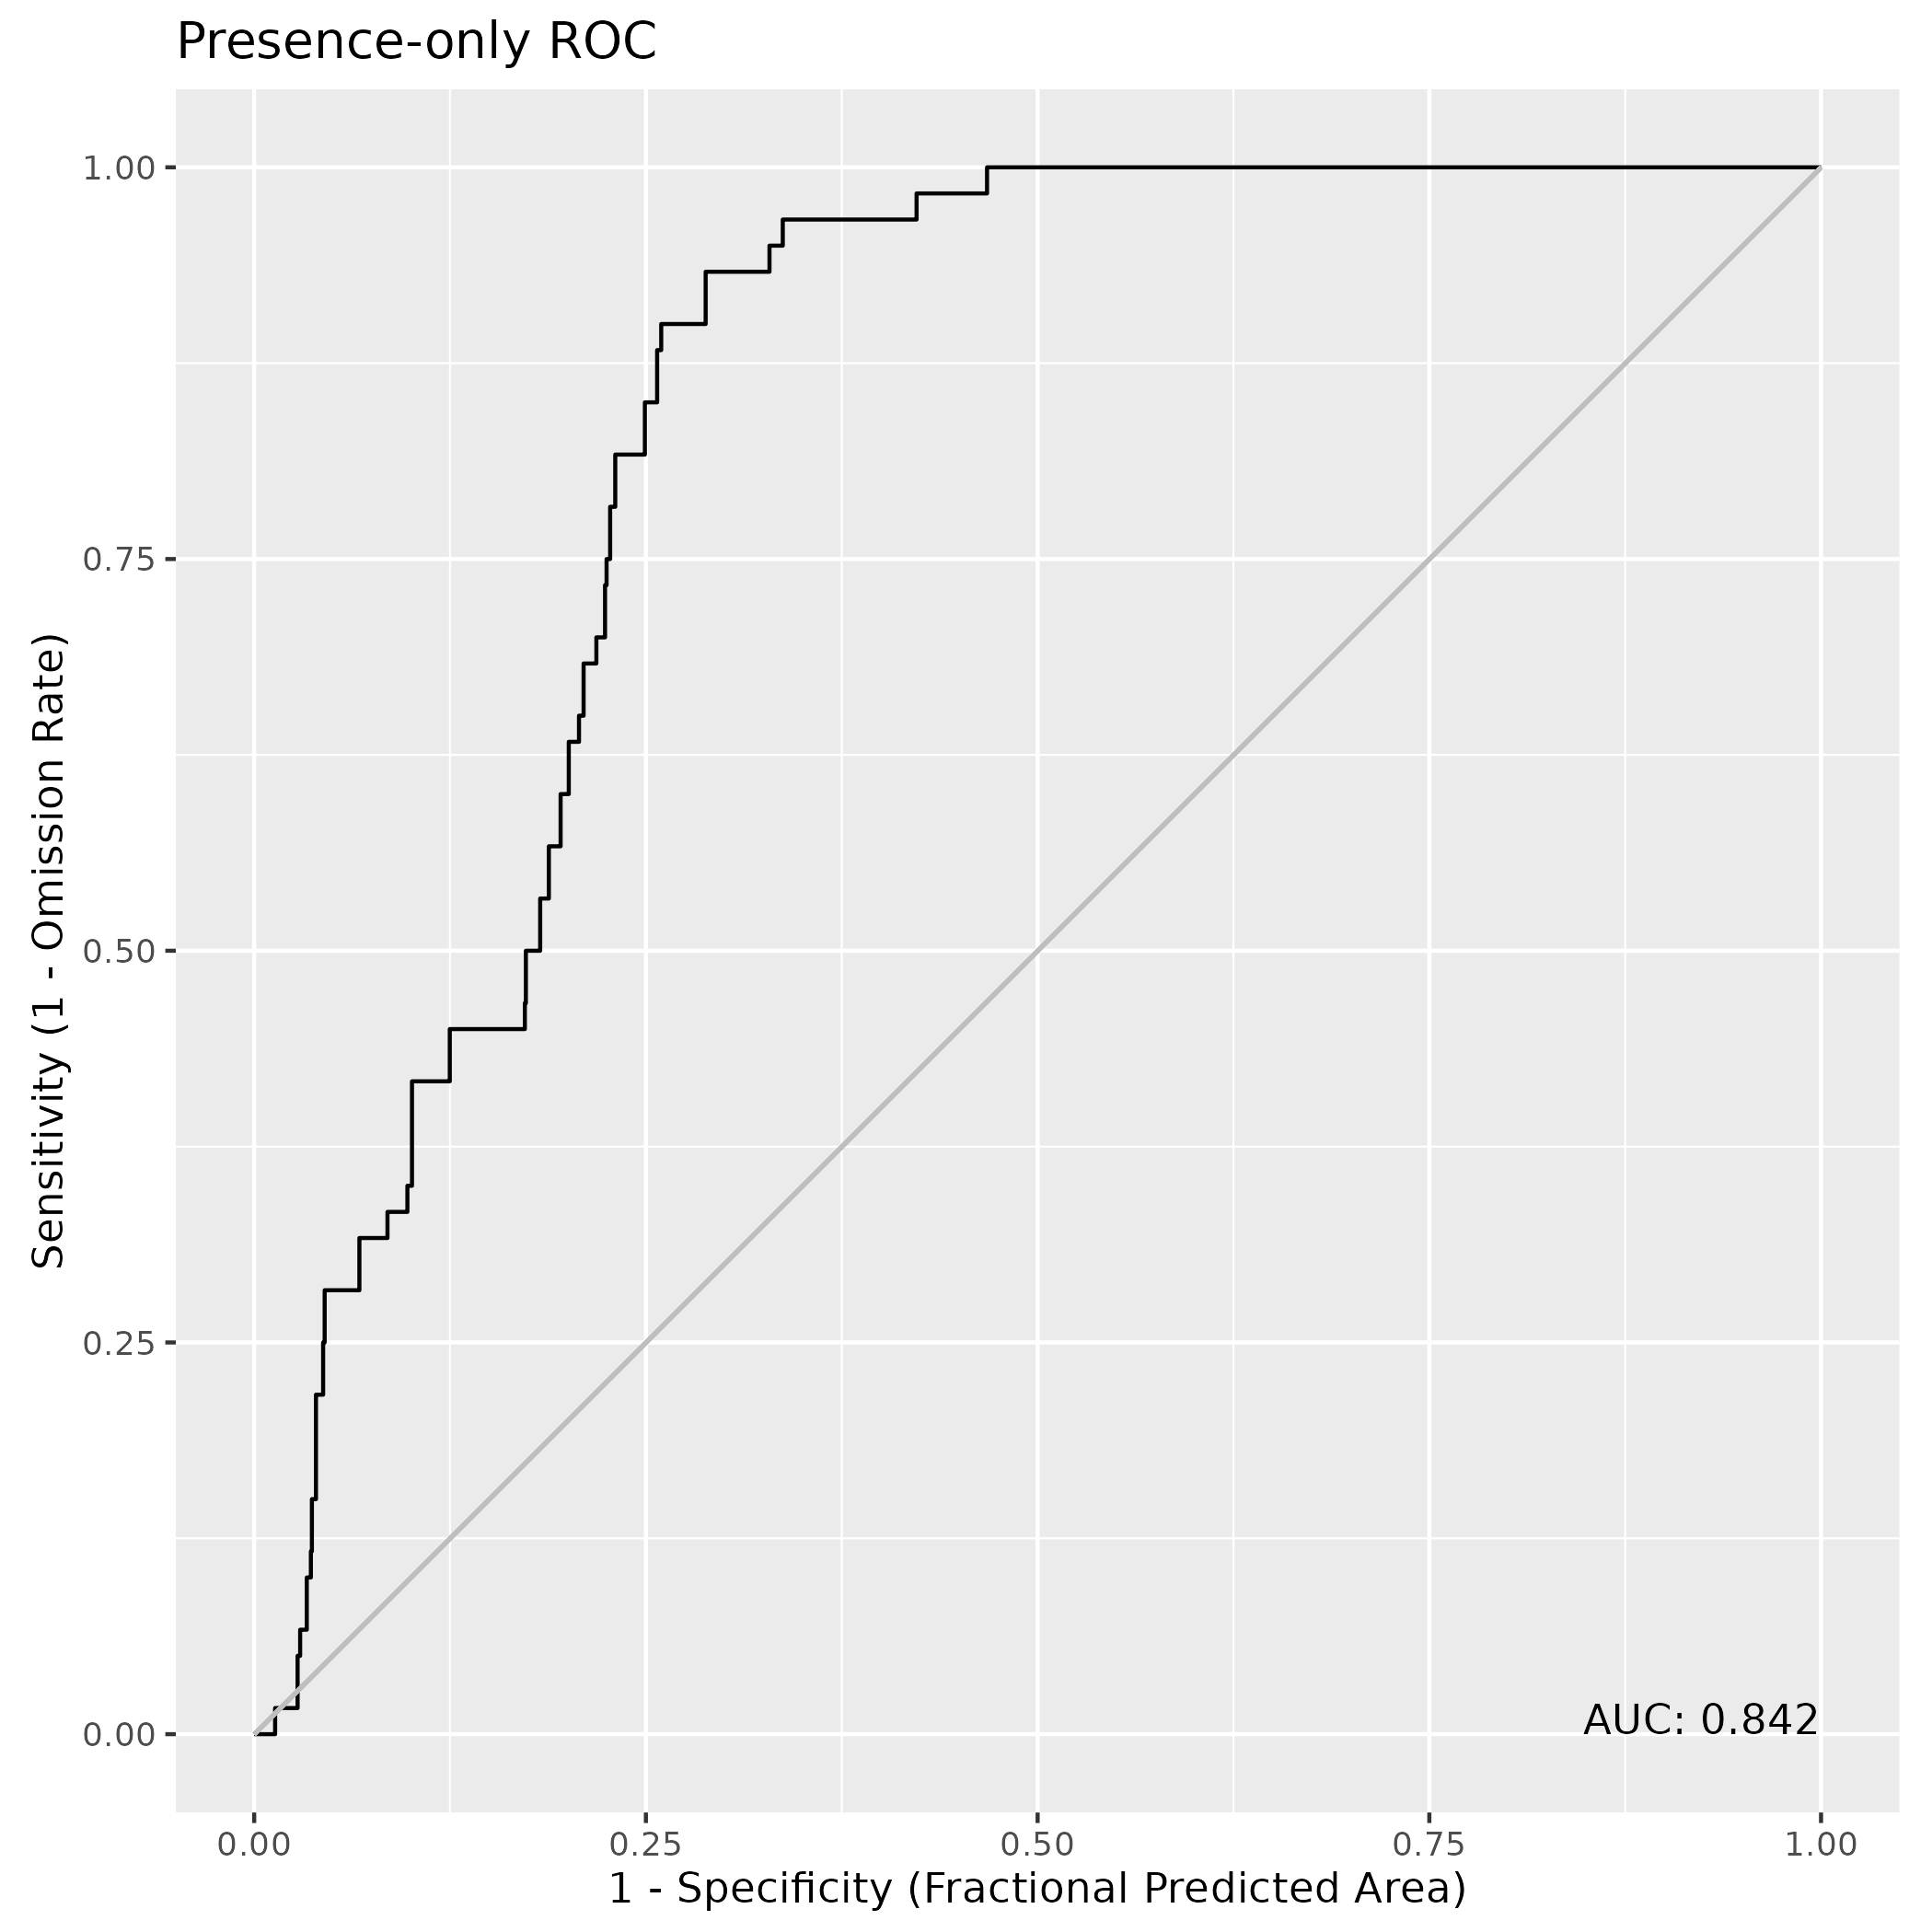 Presence-only ROC
Sensitivity (1 - Omission Rate)
1.00
0.75
0.50
0.25
0.00
AUC: 0.842
0.00 0.25 0.50 0.75 1.00
1 - Specificity (Fractional Predicted Area)